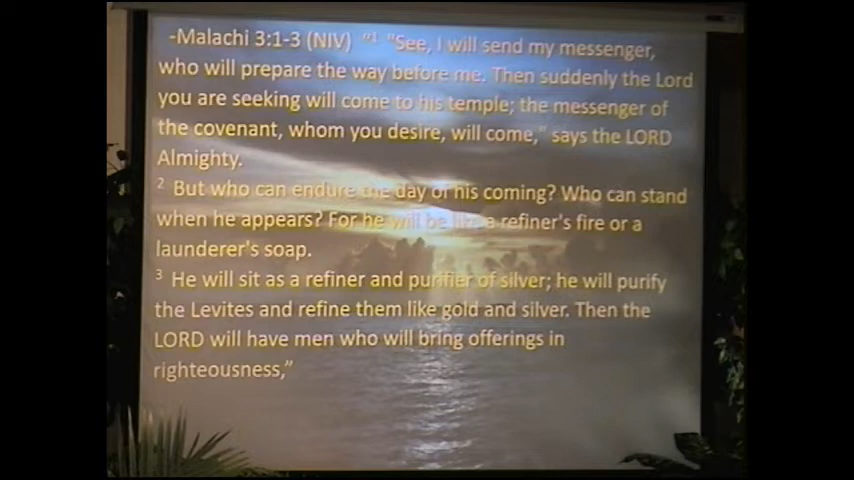 -Malachi 3:1-3 (NIV)  "¹ "See, I will send my messenger,
who will prepare the way before me. Then suddenly the Lord
you are seeking will come to his temple; the messenger of
the covenant, whom you desire, will come," says the LORD
Almighty.
² But who can endure the day of his coming? Who can stand
when he appears? For he will be like a refiner's fire or a
launderer's soap.
³ He will sit as a refiner and purifier of silver; he will purify
the Levites and refine them like gold and silver. Then the
LORD will have men who will bring offerings in
righteousness,"